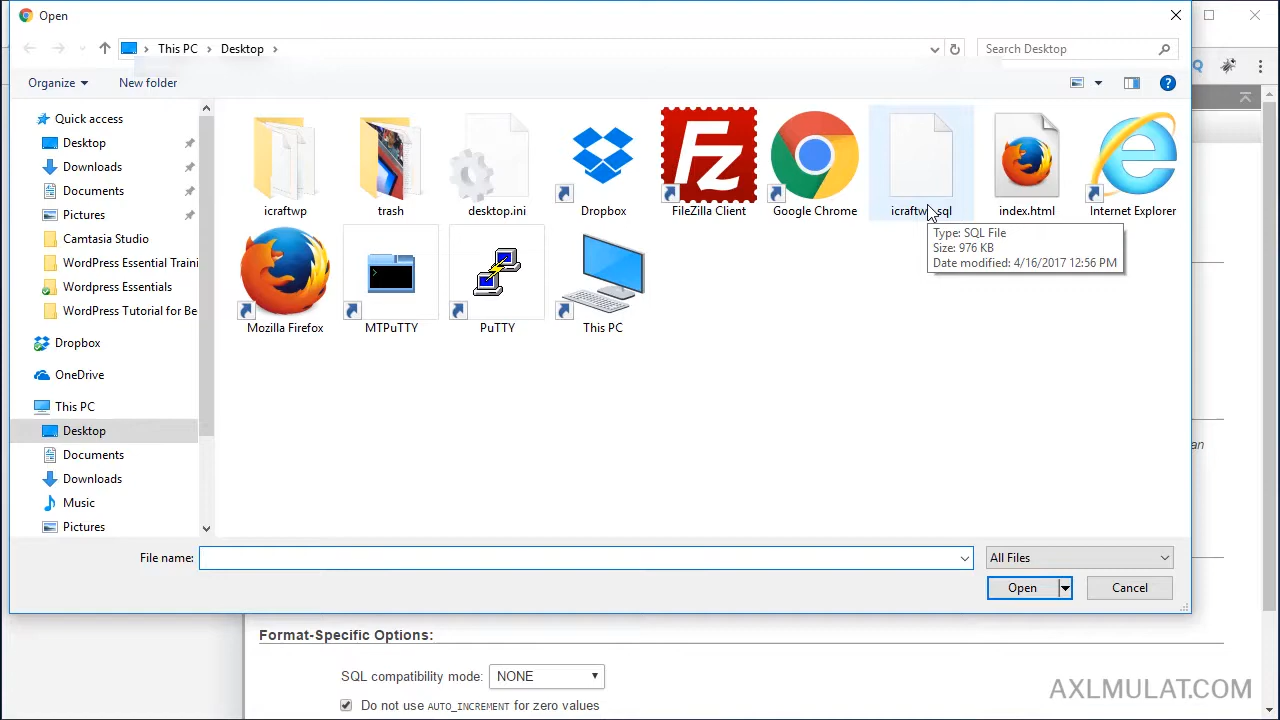 Open
This PC
Desktop
Search Desktop
Organize
New folder
Quick access
Desktop
Downloads
Documents
Pictures
Camtasia Studio
WordPress Essential Traini
Wordpress Essentials
WordPress Tutorial for Be
Dropbox
OneDrive
This PC
Desktop
Documents
Downloads
Music
Pictures
icraftwp
trash
desktop.ini
Dropbox
FileZilla Client
Google Chrome
index.html
Internet Explorer
Type: SQL File
Size: 976 KB
Date modified: 4/16/2017 12:56 PM
Mozilla Firefox
MTPuTTY
PuTTY
This PC
an
File name:
All Files
Open
Cancel
Format-Specific Options:
SQL compatibility mode: NONE
Do not use AUTO_INCREMENT for zero values
AXLMULAT.COM